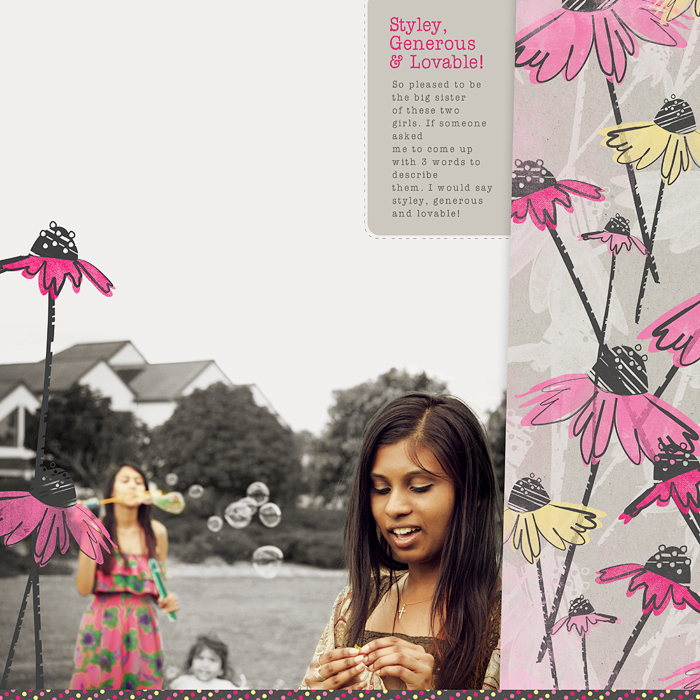 Styley,
Generous
& Lovable!
So pleased to be
the big sister
of these two
girls. If someone
asked
me to come up
with 3 words to
describe
them. I would say
styley, generous
and lovable!